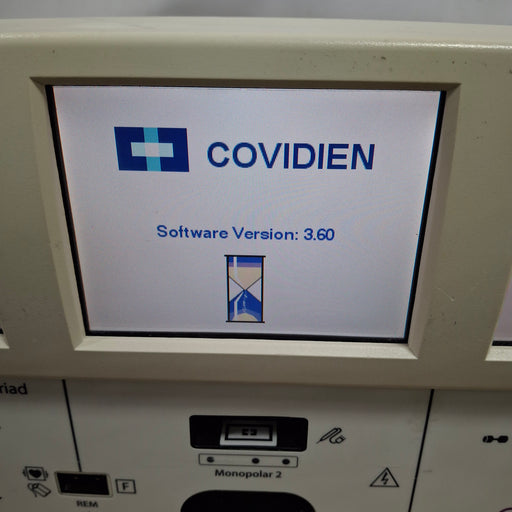 COVIDIEN
Software Version: 3.60
riad
Monopolar 2
REM
F